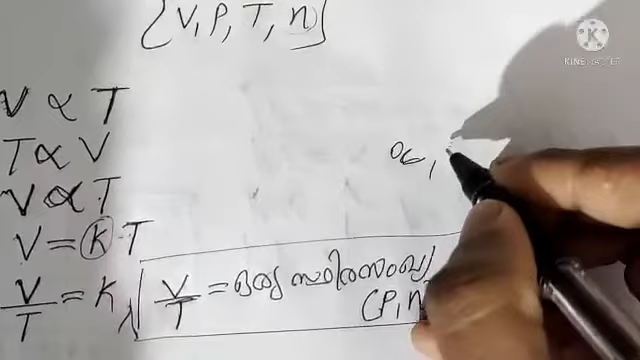 {V, P, T, n}
KINEMASTER
V ∝ T
T ∝ V
V ∝ T
V = K T
V/T = K
V/T = ഒരു സ്ഥിരസംഖ്യ
(P, n